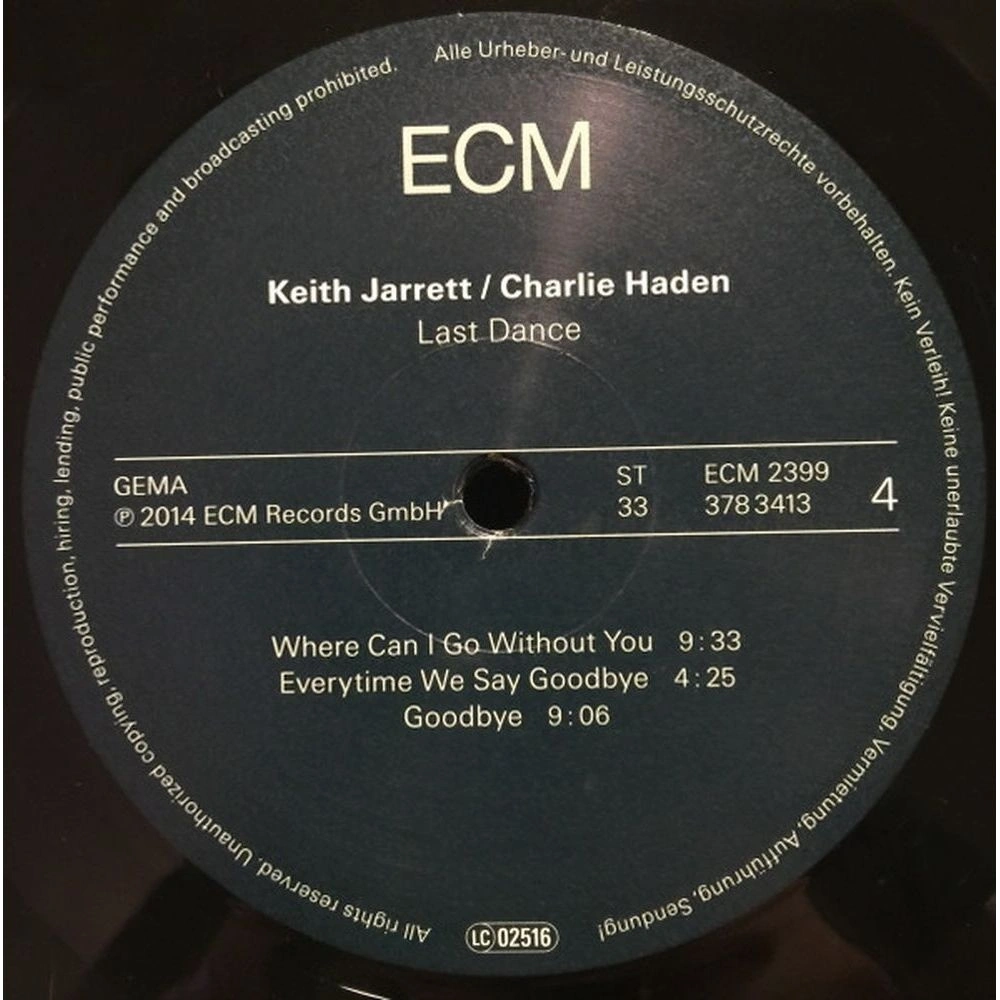 ECM
Keith Jarrett / Charlie Haden
Last Dance
GEMA
℗ 2014 ECM Records GmbH
ST
33
ECM 2399
378 3413
4
Where Can I Go Without You 9:33
Everytime We Say Goodbye 4:25
Goodbye 9:06
Alle Urheber- und Leistungsschutzrechte vorbehalten. Kein Verleih! Keine unerlaubte Vervielfältigung, Vermietung, Aufführung, Sendung!
LC 02516
All rights reserved. Unauthorized copying, reproduction, hiring, lending, public performance and broadcasting prohibited.